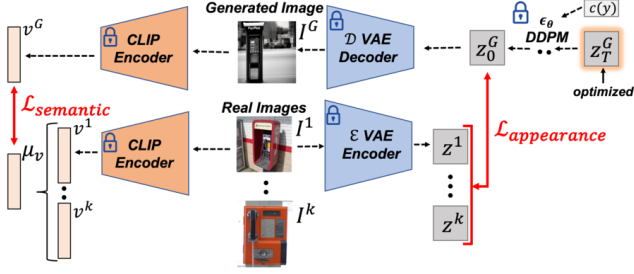 Generated Image
v^G
CLIP
Encoder
I^G
𝒟 VAE
Decoder
z_0^G
ϵ_θ
DDPM
c(y)
z_T^G
optimized
ℒ_semantic
Real Images
v^1
μ_v
v^k
CLIP
Encoder
I^1
I^k
ℰ VAE
Encoder
z^1
z^k
ℒ_appearance